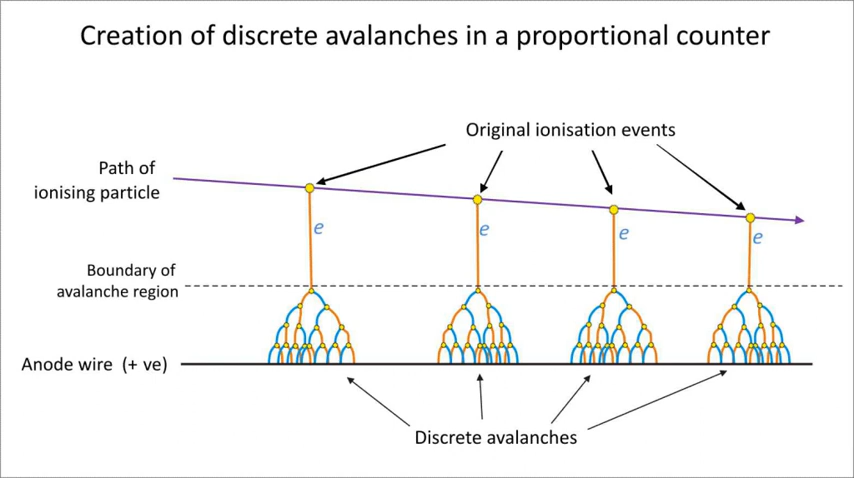 Creation of discrete avalanches in a proportional counter
Original ionisation events
Path of
ionising particle
e
e
e
e
Boundary of
avalanche region
Anode wire (+ ve)
Discrete avalanches